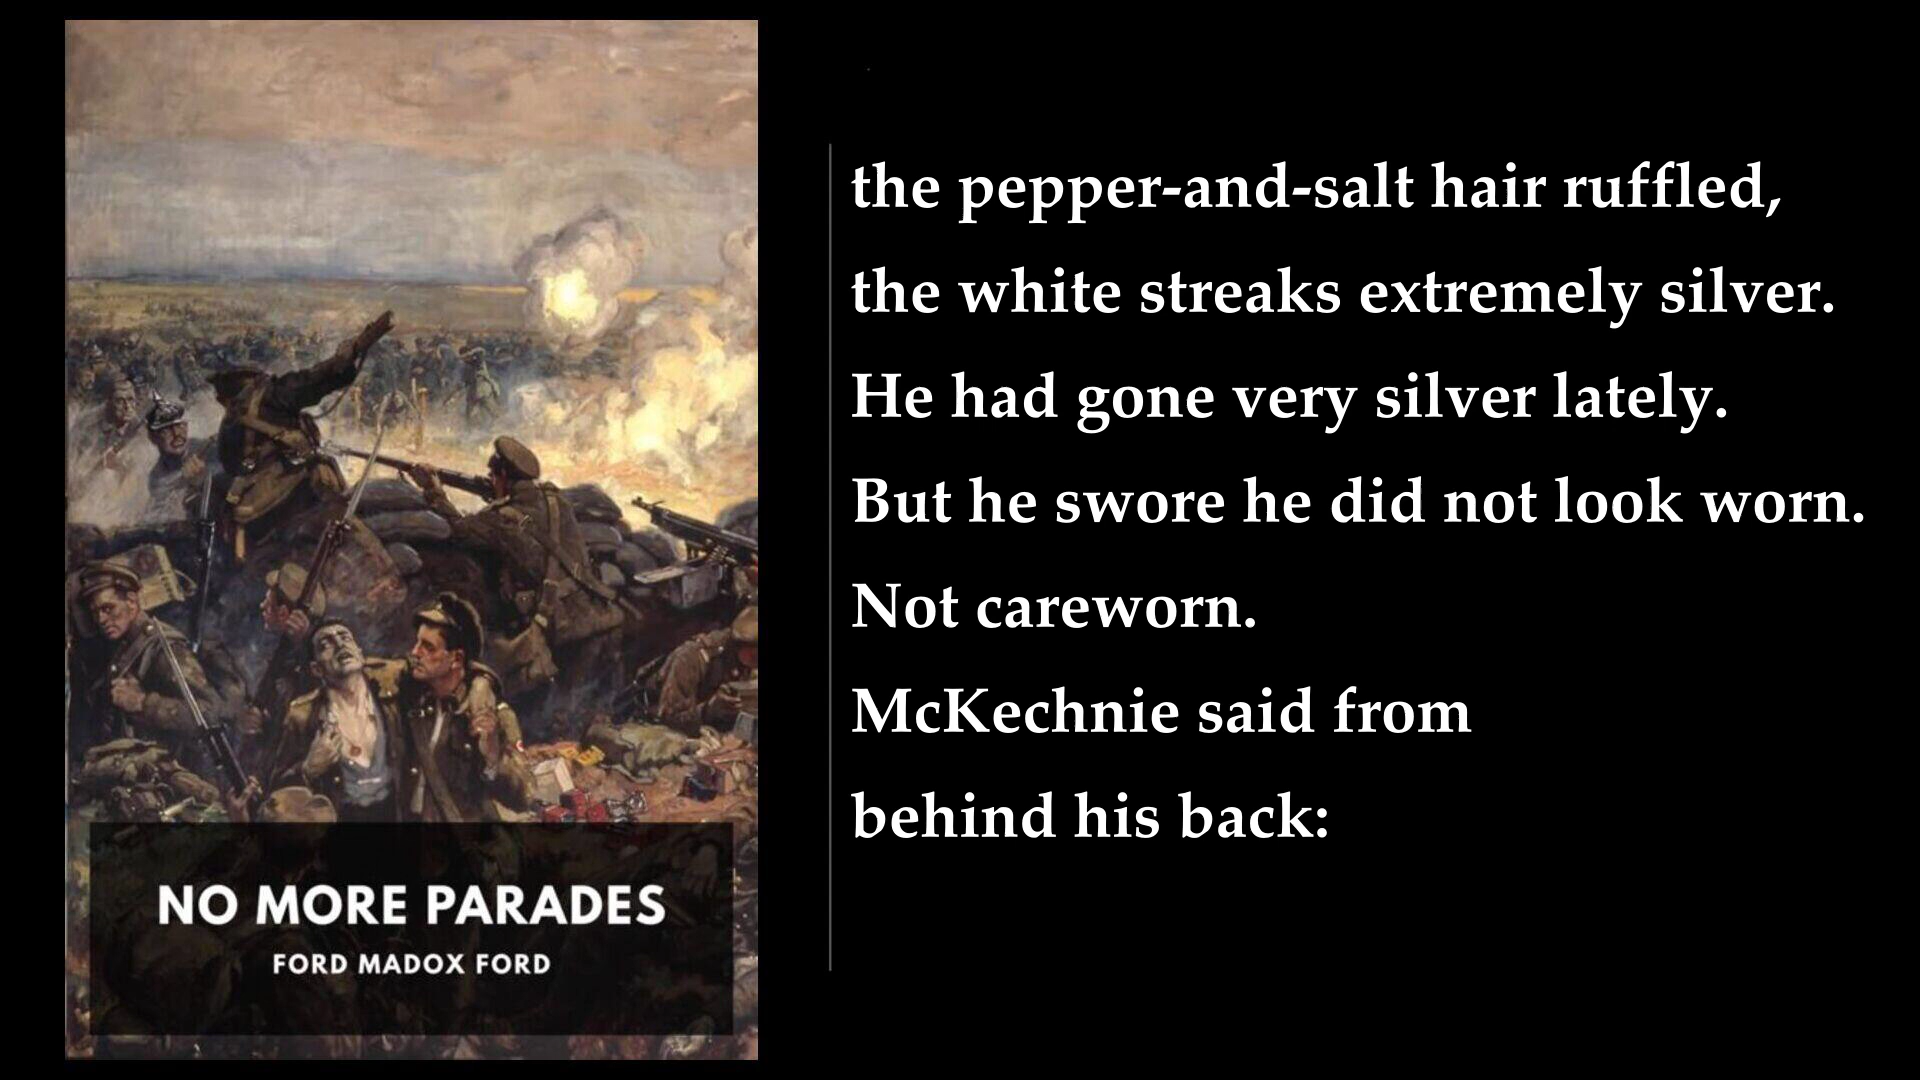 the pepper-and-salt hair ruffled,
the white streaks extremely silver.
He had gone very silver lately.
But he swore he did not look worn.
Not careworn.
McKechnie said from
behind his back:
NO MORE PARADES
FORD MADOX FORD